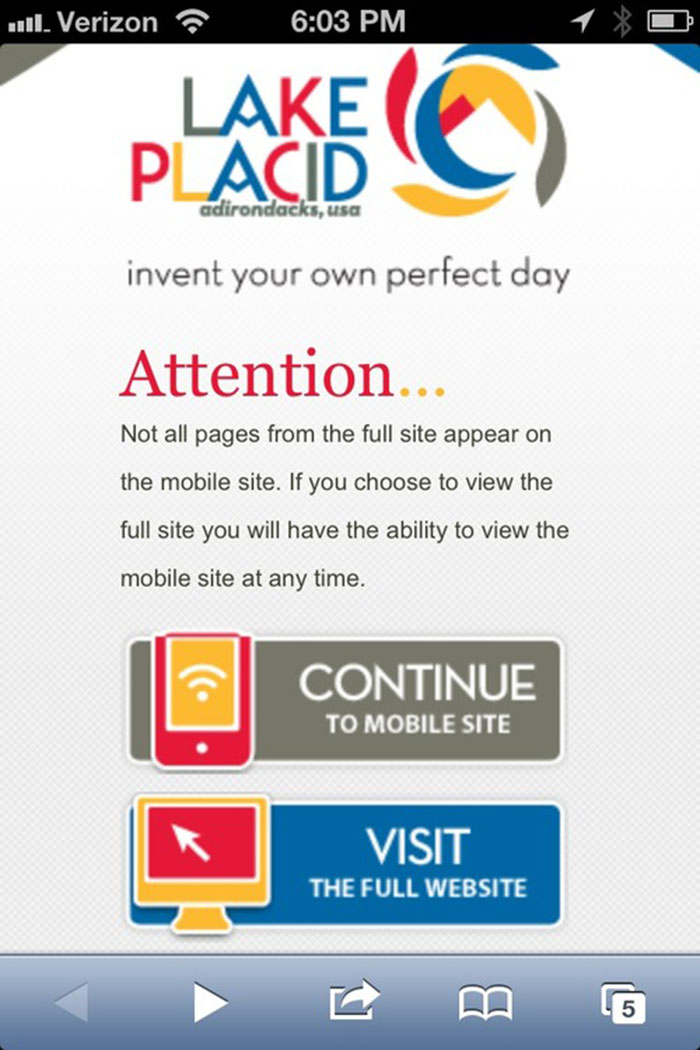 Verizon 6:03 PM
LAKE
PLACID
adirondacks, usa
invent your own perfect day
Attention...
Not all pages from the full site appear on
the mobile site. If you choose to view the
full site you will have the ability to view the
mobile site at any time.
CONTINUE
TO MOBILE SITE
VISIT
THE FULL WEBSITE
5